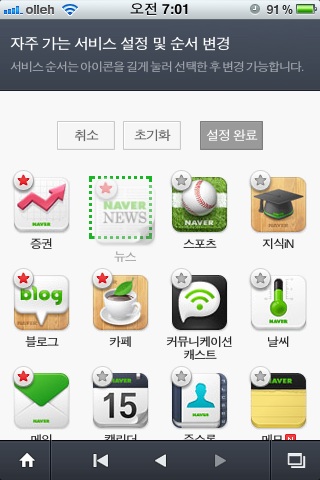 olleh 오전 7:01 91%
자주 가는 서비스 설정 및 순서 변경
서비스 순서는 아이콘을 길게 눌러 선택한 후 변경 가능합니다.
취소 초기화 설정 완료
NAVER
NAVER
NEWS
NAVER
NAVER
증권 뉴스 스포츠 지식iN
blog
NAVER
NAVER
블로그 카페 커뮤니케이션
캐스트 날씨
NAVER
NAVER
15
NAVER
NAVER
메일 캘린더 주소록 메모 N